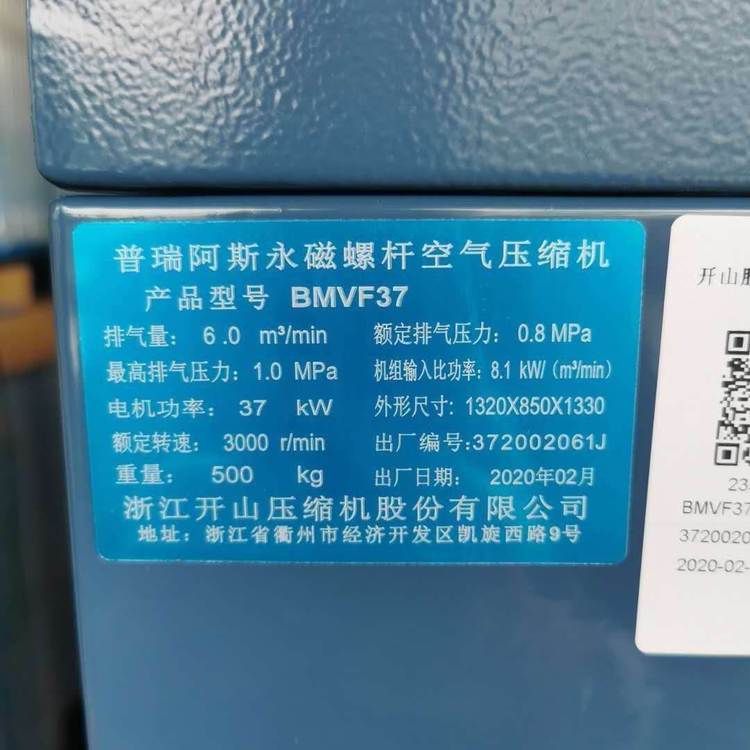 普瑞阿斯永磁螺杆空气压缩机
产品型号 BMVF37
排气量: 6.0 m³/min 额定排气压力: 0.8 MPa
最高排气压力: 1.0 MPa 机组输入比功率: 8.1 kW/(m³/min)
电机功率: 37 kW 外形尺寸: 1320X850X1330
额定转速: 3000 r/min 出厂编号:372002061J
重量: 500 kg 出厂日期: 2020年02月
浙江开山压缩机股份有限公司
地址: 浙江省衢州市经济开发区凯旋西路9号
开山
23
BMVF37
3720020
2020-02-